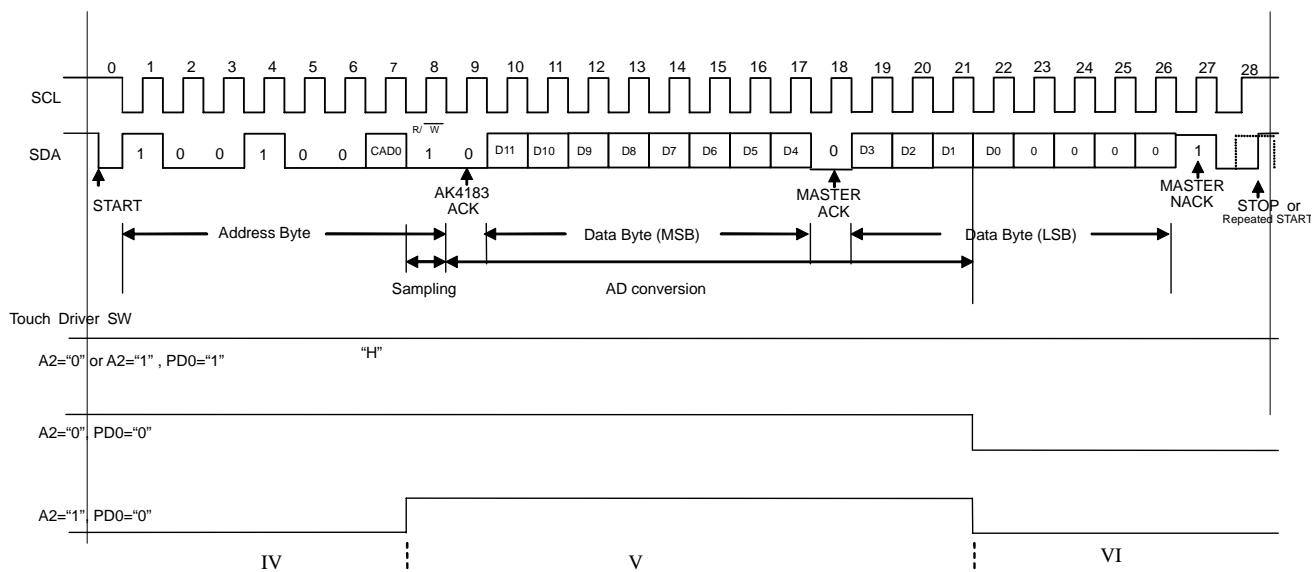 0 1 2 3 4 5 6 7 8 9 10 11 12 13 14 15 16 17 18 19 20 21 22 23 24 25 26 27 28
SCL
R/ W
SDA 1 0 0 1 0 0 CAD0 1 0 D11 D10 D9 D8 D7 D6 D5 D4 0 D3 D2 D1 D0 0 0 0 0 1
START
AK4183
ACK
MASTER
ACK
MASTER
NACK
STOP or
Repeated START
Address Byte
Data Byte (MSB)
Data Byte (LSB)
Sampling
AD conversion
Touch Driver SW
A2=“0” or A2=“1” , PD0=“1”
“H”
A2=“0”, PD0=“0”
A2=“1”, PD0=“0”
IV V VI